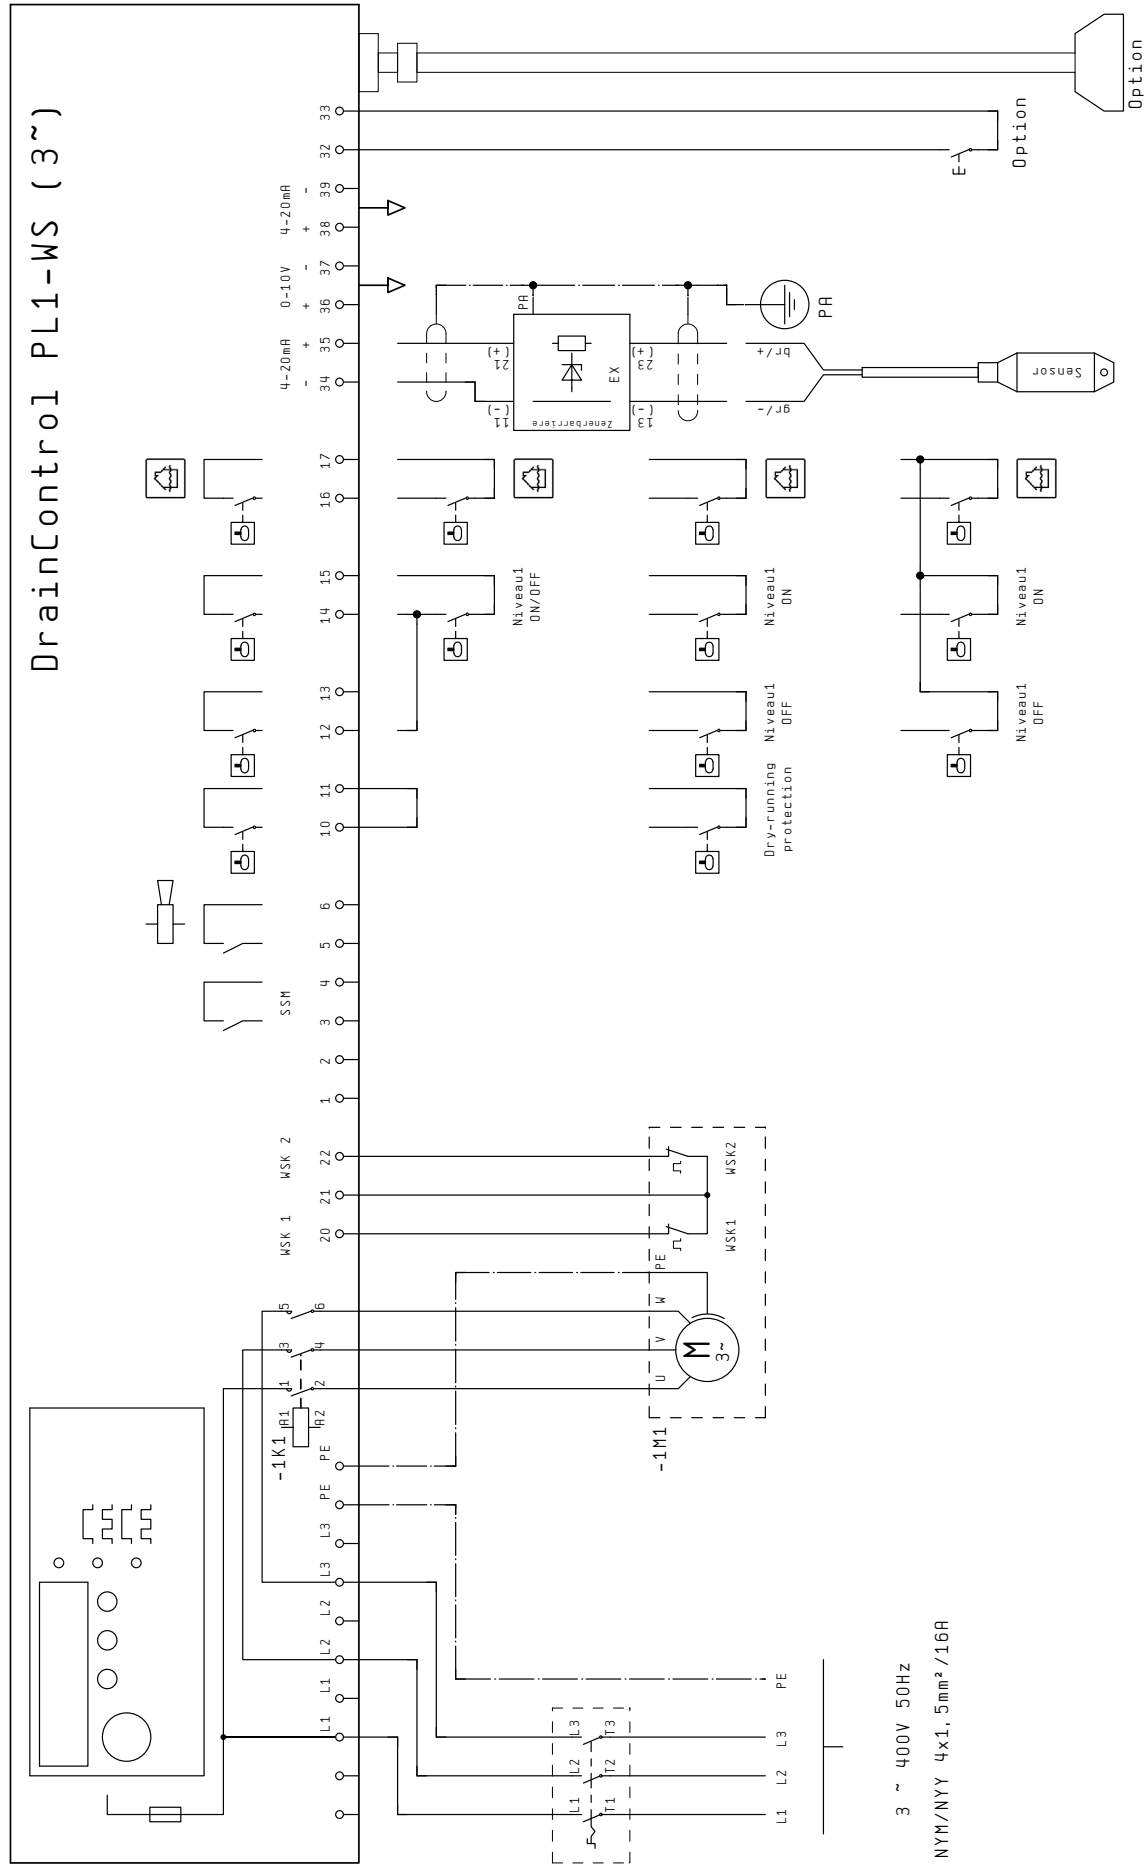 DrainControl PL1-WS (3~)
L1
L1
L2
L2
L3
L3
PE
PE
-1K1
A1
A2
1
2
3
4
5
6
WSK 1
WSK 2
20
21
22
1
2
SSM
3
4
5
6
10
11
12
13
14
15
16
17
4-20mA
- +
34
35
0-10V
+ -
36
37
4-20mA
+ -
38
39
32
33
L1
L2
L3
T1
T2
T3
L1
L2
L3
PE
3 ~ 400V 50Hz
NYM/NYY 4x1,5mm²/16A
-1M1
U
V
W
PE
M
3~
WSK1
WSK2
Niveau1
ON/OFF
Dry-running
protection
Niveau1
OFF
Niveau1
ON
Niveau1
OFF
Niveau1
ON
11
(-)
21
(+)
PA
EX
Zenerbarriere
13
(-)
23
(+)
gr/-
br/+
PA
Sensor
E
Option
Option